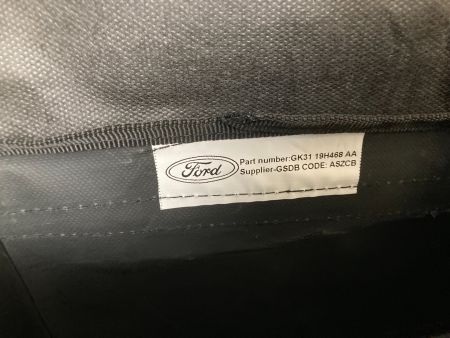 Ford
Part number:GK31 19H468 AA
Supplier-GSDB CODE: ASZCB